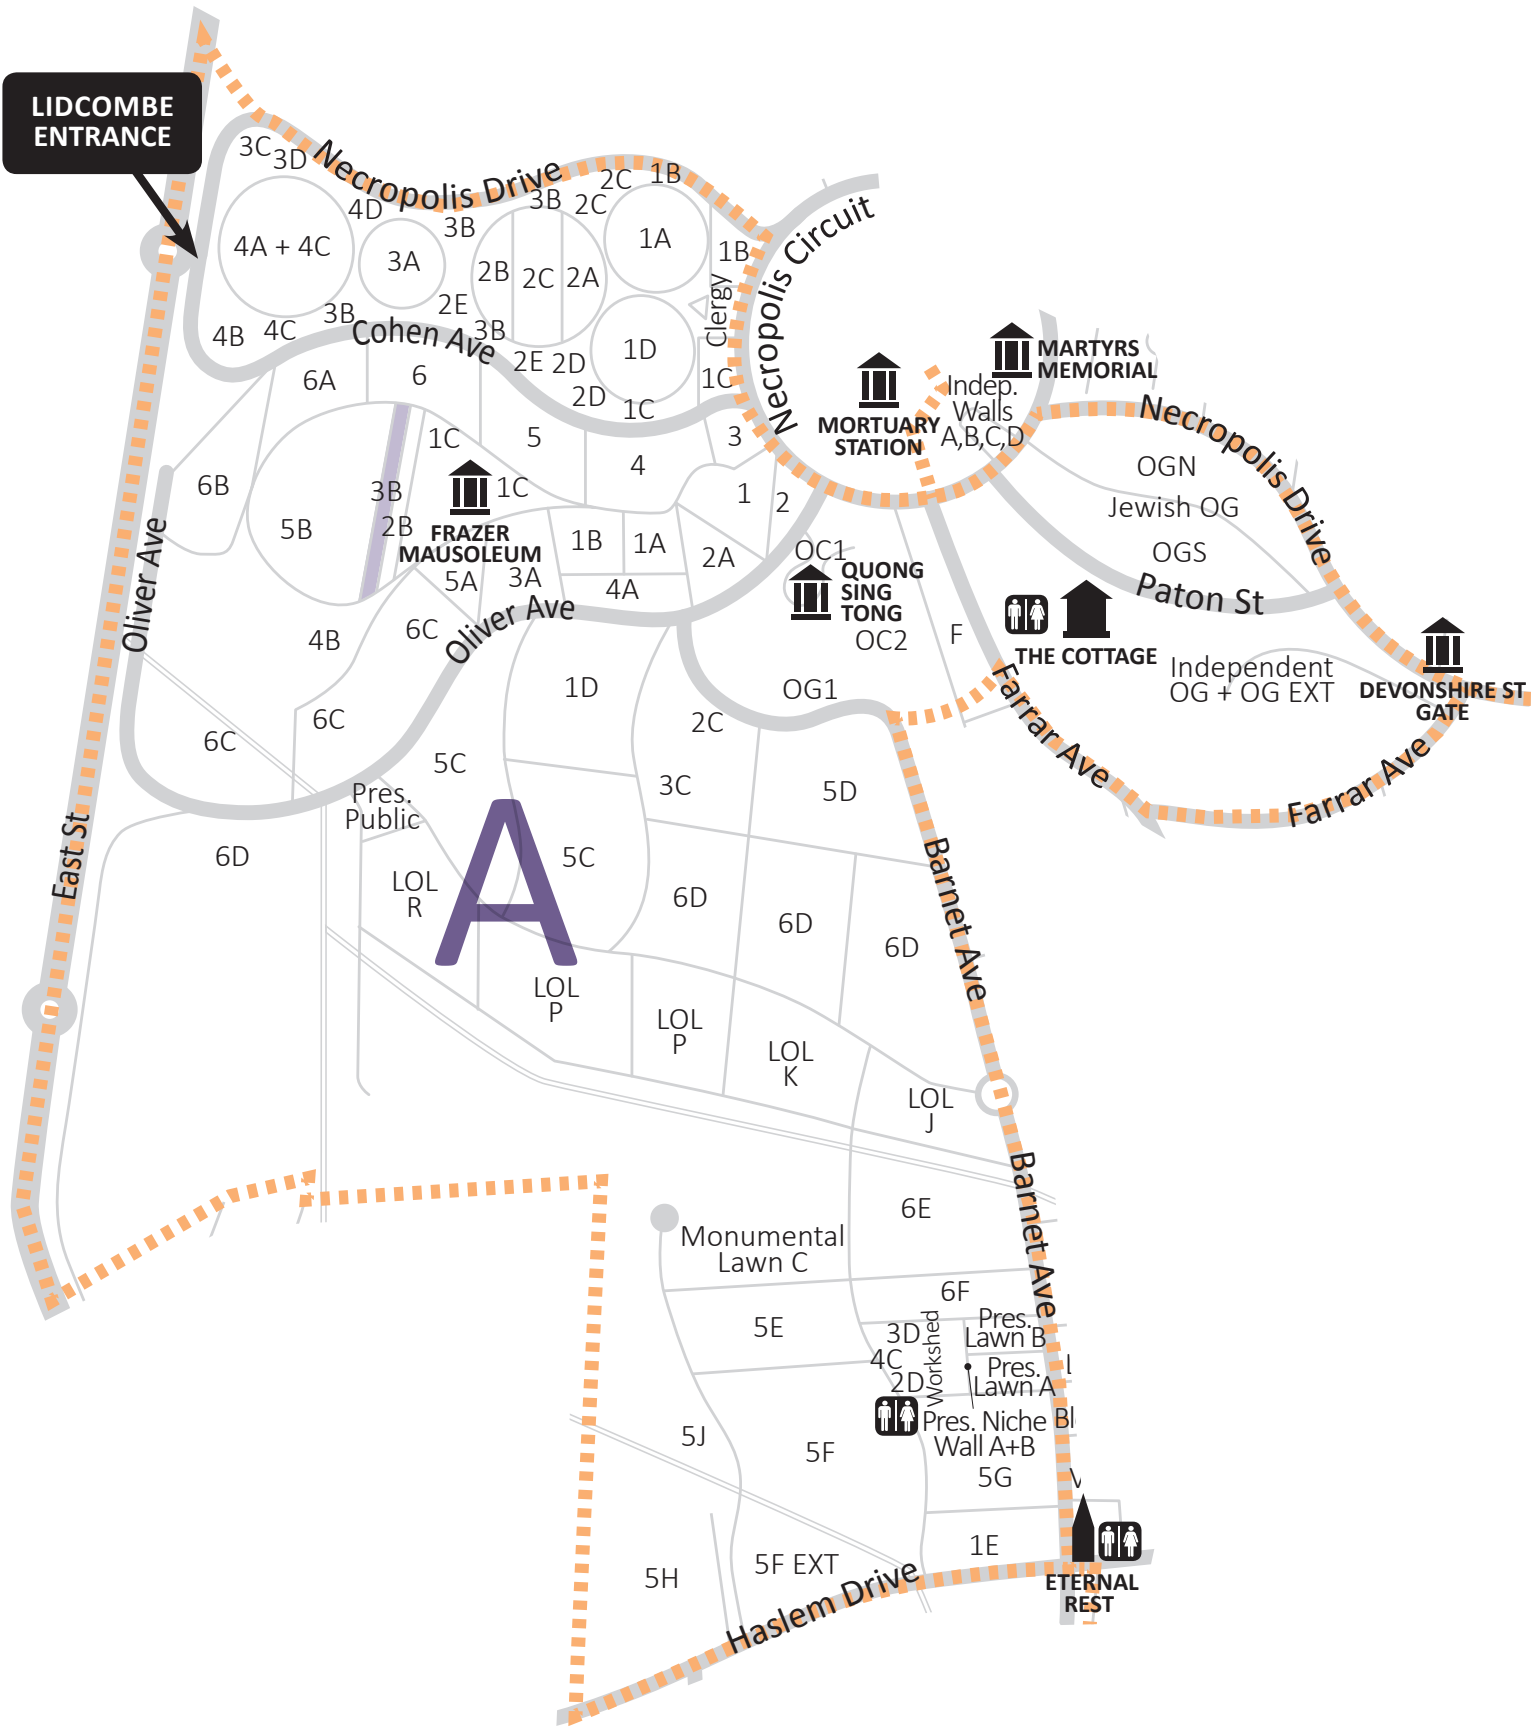 LIDCOMBE
ENTRANCE
3C
3D
Necropolis Drive
4D
3B
3B
2C
2C
1B
4A + 4C
3A
2B
2C
2A
1A
1B
Clergy
Necropolis Circuit
2E
3B
3B
4B
4C
Cohen Ave
2E
2D
1D
2D
1C
1C
6A
6
1C
5
4
3
MORTUARY
STATION
MARTYRS
MEMORIAL
Indep.
Walls
A,B,C,D
Necropolis Drive
OGN
Jewish OG
OGS
Paton St
6B
5B
3B
2B
1C
FRAZER
MAUSOLEUM
1B
1A
1
2
2A
OC1
QUONG
SING
TONG
OC2
5A
3A
4A
Oliver Ave
Oliver Ave
4B
6C
F
THE COTTAGE
Independent
OG + OG EXT
DEVONSHIRE ST
GATE
Farrar Ave
Farrar Ave
1D
OG1
2C
6C
6C
5C
3C
5D
Pres.
Public
6D
East St
A
5C
LOL
R
6D
6D
6D
Barnet Ave
LOL
P
LOL
P
LOL
K
LOL
J
Barnet Ave
6E
Monumental
Lawn C
6F
5E
3D
4C
2D
Workshed
Pres.
Lawn B
Pres.
Lawn A
l
Pres. Niche
Wall A+B
Bl
5J
5F
5G
V
1E
5H
5F EXT
Haslem Drive
ETERNAL
REST